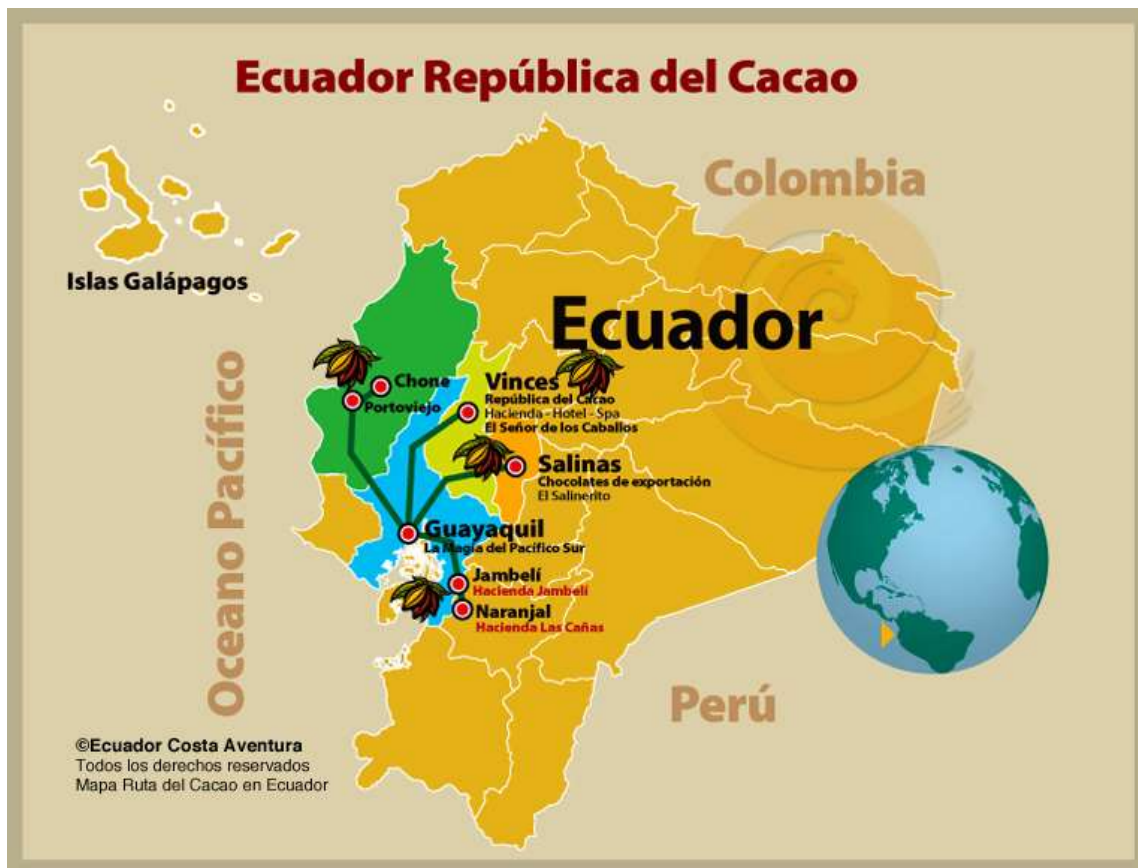 Ecuador República del Cacao
Colombia
Islas Galápagos
Ecuador
Oceano Pacífico
Chone
Portoviejo
Vinces
República del Cacao
Hacienda - Hotel - Spa
El Señor de los Caballos
Salinas
Chocolates de exportación
El Salinerito
Guayaquil
La Magia del Pacífico Sur
Jambelí
Hacienda Jambelí
Naranjal
Hacienda Las Cañas
Perú
©Ecuador Costa Aventura
Todos los derechos reservados
Mapa Ruta del Cacao en Ecuador